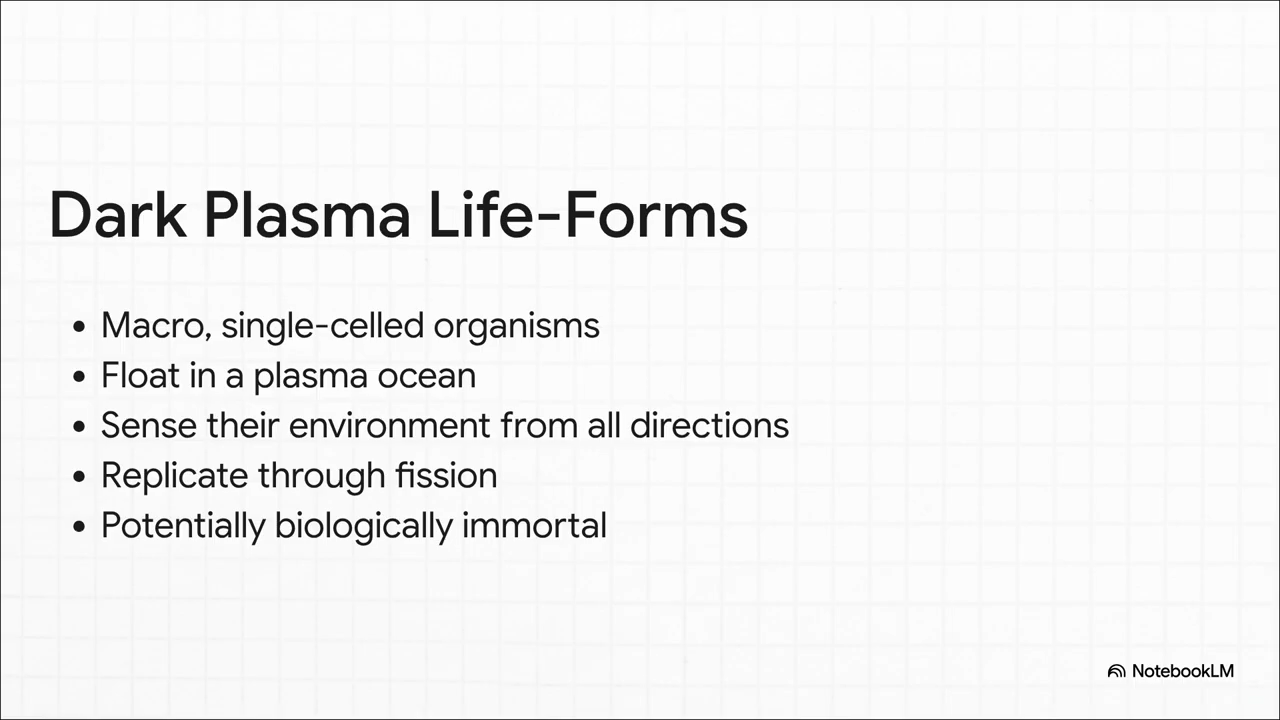 Dark Plasma Life-Forms
• Macro, single-celled organisms
• Float in a plasma ocean
• Sense their environment from all directions
• Replicate through fission
• Potentially biologically immortal
NotebookLM